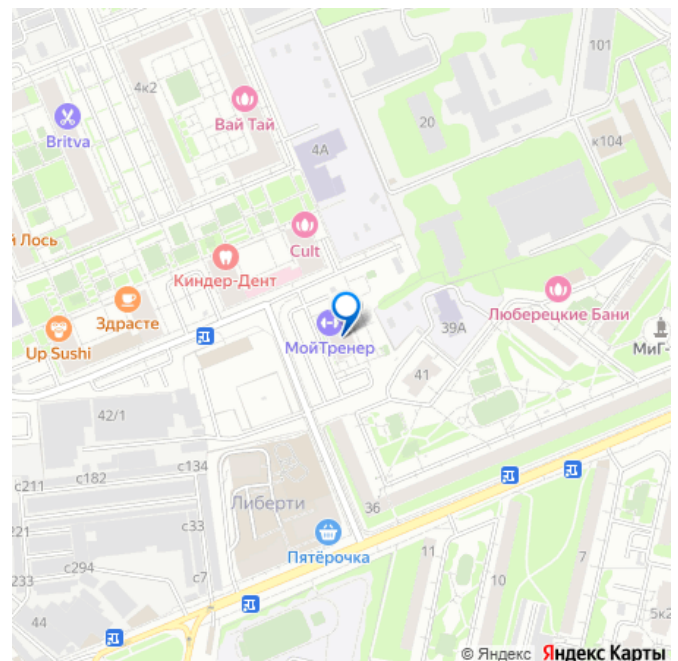 101
4к2
Вай Тай
20
Britva
4А
к104
й Лось
Cult
Киндер-Дент
Люберецкие Бани
Здрасте
39А
Up Sushi
МойТренер
МиГ-
41
42/1
с134
с182
с211
Либерти
36
221
с33
Пятёрочка
11
с294
7
233
с7
10
5к2
44
© Яндекс Яндекс Карты